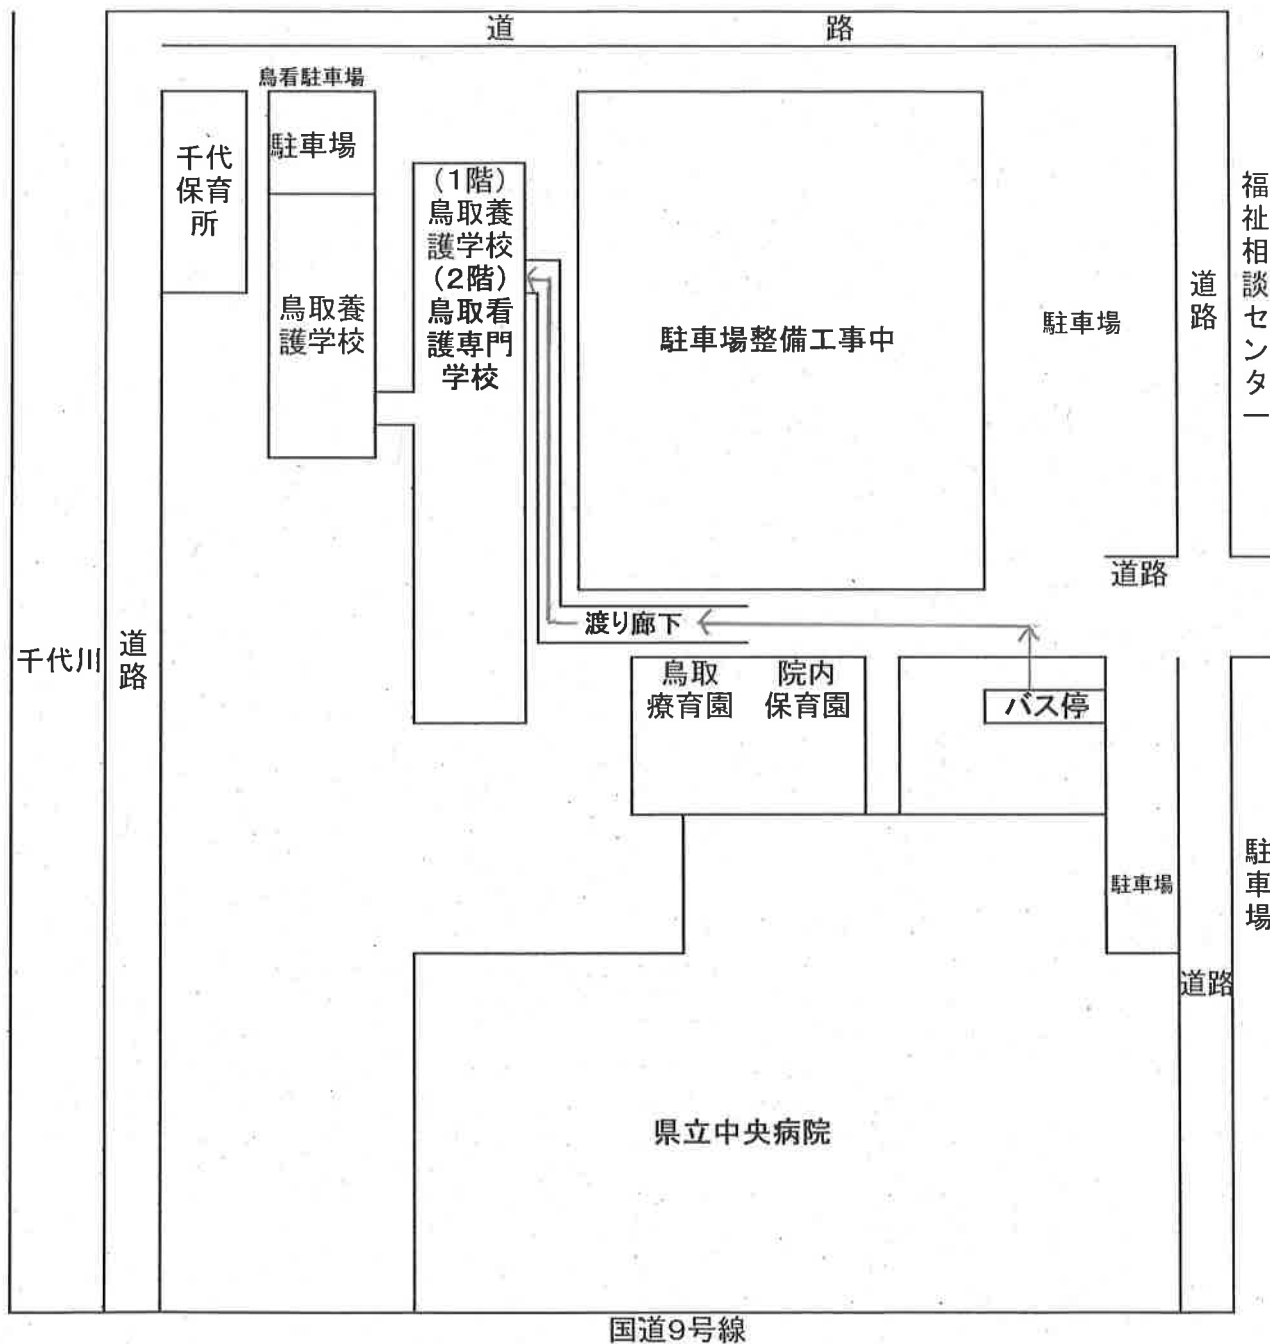 道 路
鳥看駐車場
駐車場
千代
保育
所
(1階)
鳥取養
護学校
(2階)
鳥取看
護専門
学校
鳥取養
護学校
駐車場整備工事中
駐車場
道路
福祉相談センター
道路
千代川
道路
渡り廊下
鳥取
療育園
院内
保育園
バス停
駐車場
駐車場
道路
県立中央病院
国道9号線